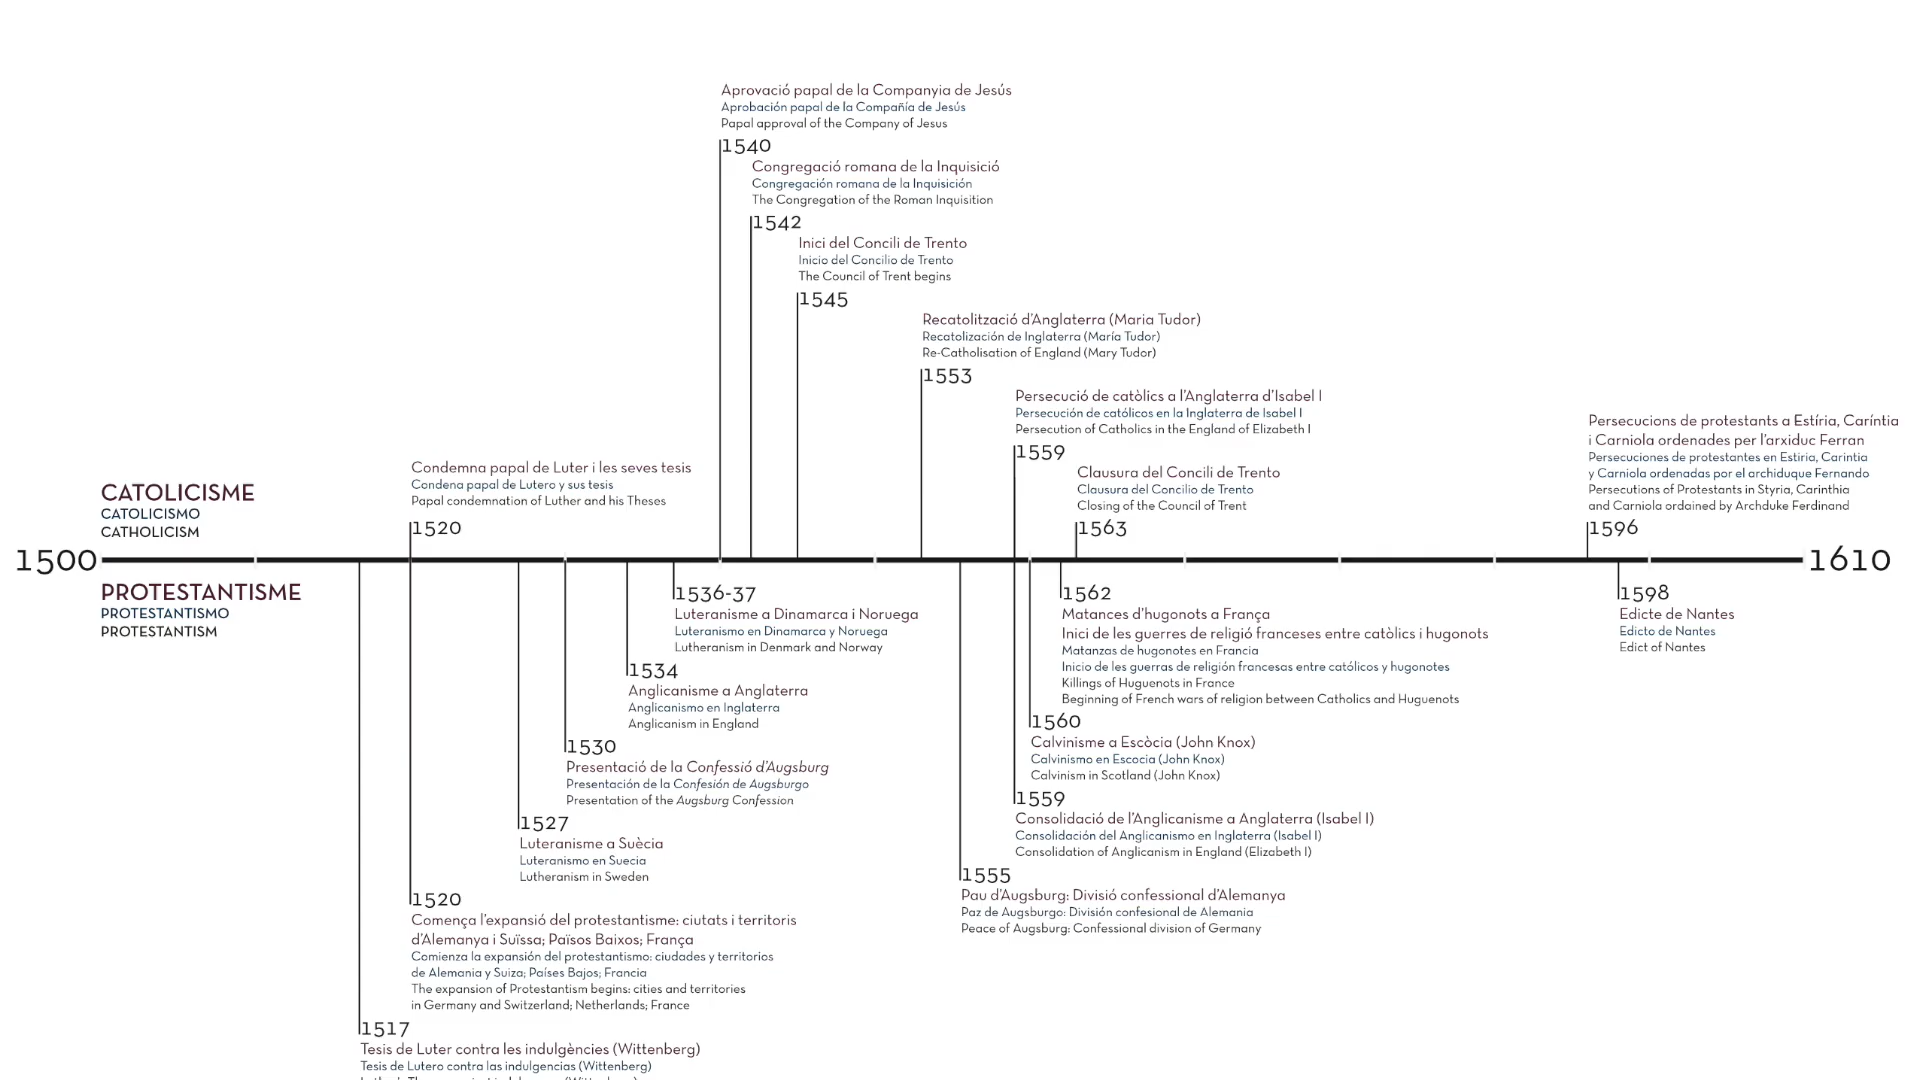 Aprovació papal de la Companyia de Jesús
Aprobación papal de la Compañía de Jesús
Papal approval of the Company of Jesus
1540
Congregació romana de la Inquisició
Congregación romana de la Inquisición
The Congregation of the Roman Inquisition
1542
Inici del Concili de Trento
Inicio del Concilio de Trento
The Council of Trent begins
1545
Recatolització d'Anglaterra (Maria Tudor)
Recatolización de Inglaterra (María Tudor)
Re-Catholisation of England (Mary Tudor)
1553
Persecució de catòlics a l'Anglaterra d'Isabel I
Persecución de católicos en la Inglaterra de Isabel I
Persecution of Catholics in the England of Elizabeth I
1559
Clausura del Concili de Trento
Clausura del Concilio de Trento
Closing of the Council of Trent
1563
Persecucions de protestants a Estíria, Caríntia
i Carniola ordenades per l'arxiduc Ferran
Persecuciones de protestantes en Estiria, Carintia
y Carniola ordenadas por el archiduque Fernando
Persecutions of Protestants in Styria, Carinthia
and Carniola ordained by Archduke Ferdinand
1596
Condemna papal de Luter i les seves tesis
Condena papal de Lutero y sus tesis
Papal condemnation of Luther and his Theses
1520
CATOLICISME
CATOLICISMO
CATHOLICISM
1500
1610
PROTESTANTISME
PROTESTANTISMO
PROTESTANTISM
1536-37
Luteranisme a Dinamarca i Noruega
Luteranismo en Dinamarca y Noruega
Lutheranism in Denmark and Norway
1534
Anglicanisme a Anglaterra
Anglicanismo en Inglaterra
Anglicanism in England
1530
Presentació de la Confessió d'Augsburg
Presentación de la Confesión de Augsburgo
Presentation of the Augsburg Confession
1527
Luteranisme a Suècia
Luteranismo en Suecia
Lutheranism in Sweden
1520
Comença l'expansió del protestantisme: ciutats i territoris
d'Alemanya i Suïssa; Països Baixos; França
Comienza la expansión del protestantismo: ciudades y territorios
de Alemania y Suiza; Países Bajos; Francia
The expansion of Protestantism begins: cities and territories
in Germany and Switzerland; Netherlands; France
1517
Tesis de Luter contra les indulgències (Wittenberg)
Tesis de Lutero contra las indulgencias (Wittenberg)
1562
Matances d'hugonots a França
Inici de les guerres de religió franceses entre catòlics i hugonots
Matanzas de hugonotes en Francia
Inicio de les guerras de religión francesas entre católicos y hugonotes
Killings of Huguenots in France
Beginning of French wars of religion between Catholics and Huguenots
1560
Calvinisme a Escòcia (John Knox)
Calvinismo en Escocia (John Knox)
Calvinism in Scotland (John Knox)
1559
Consolidació de l'Anglicanisme a Anglaterra (Isabel I)
Consolidación del Anglicanismo en Inglaterra (Isabel I)
Consolidation of Anglicanism in England (Elizabeth I)
1555
Pau d'Augsburg: Divisió confessional d'Alemanya
Paz de Augsburgo: División confesional de Alemania
Peace of Augsburg: Confessional division of Germany
1598
Edicte de Nantes
Edicto de Nantes
Edict of Nantes